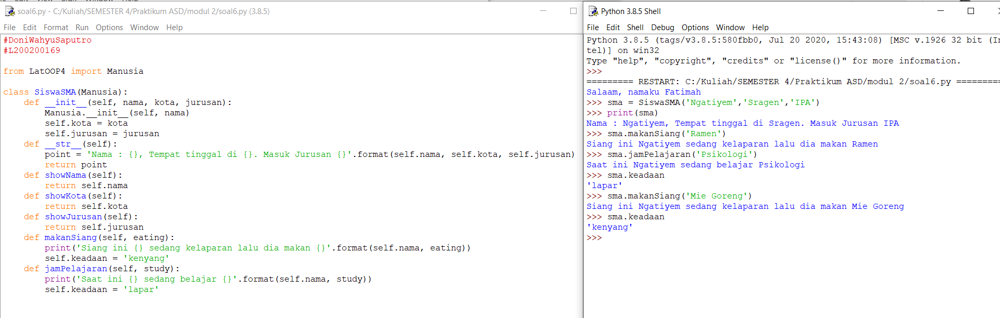 soal6.py - C:/Kuliah/SEMESTER 4/Praktikum ASD/modul 2/soal6.py (3.8.5)
File Edit Format Run Options Window Help
#DoniWahyuSaputro
#L200200169

from LatOOP4 import Manusia

class SiswaSMA(Manusia):
    def __init__(self, nama, kota, jurusan):
        Manusia.__init__(self, nama)
        self.kota = kota
        self.jurusan = jurusan
    def __str__(self):
        point = 'Nama : {}, Tempat tinggal di {}. Masuk Jurusan {}'.format(self.nama, self.kota, self.jurusan)
        return point
    def showNama(self):
        return self.nama
    def showKota(self):
        return self.kota
    def showJurusan(self):
        return self.jurusan
    def makanSiang(self, eating):
        print('Siang ini {} sedang kelaparan lalu dia makan {}'.format(self.nama, eating))
        self.keadaan = 'kenyang'
    def jamPelajaran(self, study):
        print('Saat ini {} sedang belajar {}'.format(self.nama, study))
        self.keadaan = 'lapar'
Python 3.8.5 Shell
File Edit Shell Debug Options Window Help
Python 3.8.5 (tags/v3.8.5:580fbb0, Jul 20 2020, 15:43:08) [MSC v.1926 32 bit (In
tel)] on win32
Type "help", "copyright", "credits" or "license()" for more information.
>>>
========= RESTART: C:/Kuliah/SEMESTER 4/Praktikum ASD/modul 2/soal6.py =========
Salaam, namaku Fatimah
>>> sma = SiswaSMA('Ngatiyem','Sragen','IPA')
>>> print(sma)
Nama : Ngatiyem, Tempat tinggal di Sragen. Masuk Jurusan IPA
>>> sma.makanSiang('Ramen')
Siang ini Ngatiyem sedang kelaparan lalu dia makan Ramen
>>> sma.jamPelajaran('Psikologi')
Saat ini Ngatiyem sedang belajar Psikologi
>>> sma.keadaan
'lapar'
>>> sma.makanSiang('Mie Goreng')
Siang ini Ngatiyem sedang kelaparan lalu dia makan Mie Goreng
>>> sma.keadaan
'kenyang'
>>>